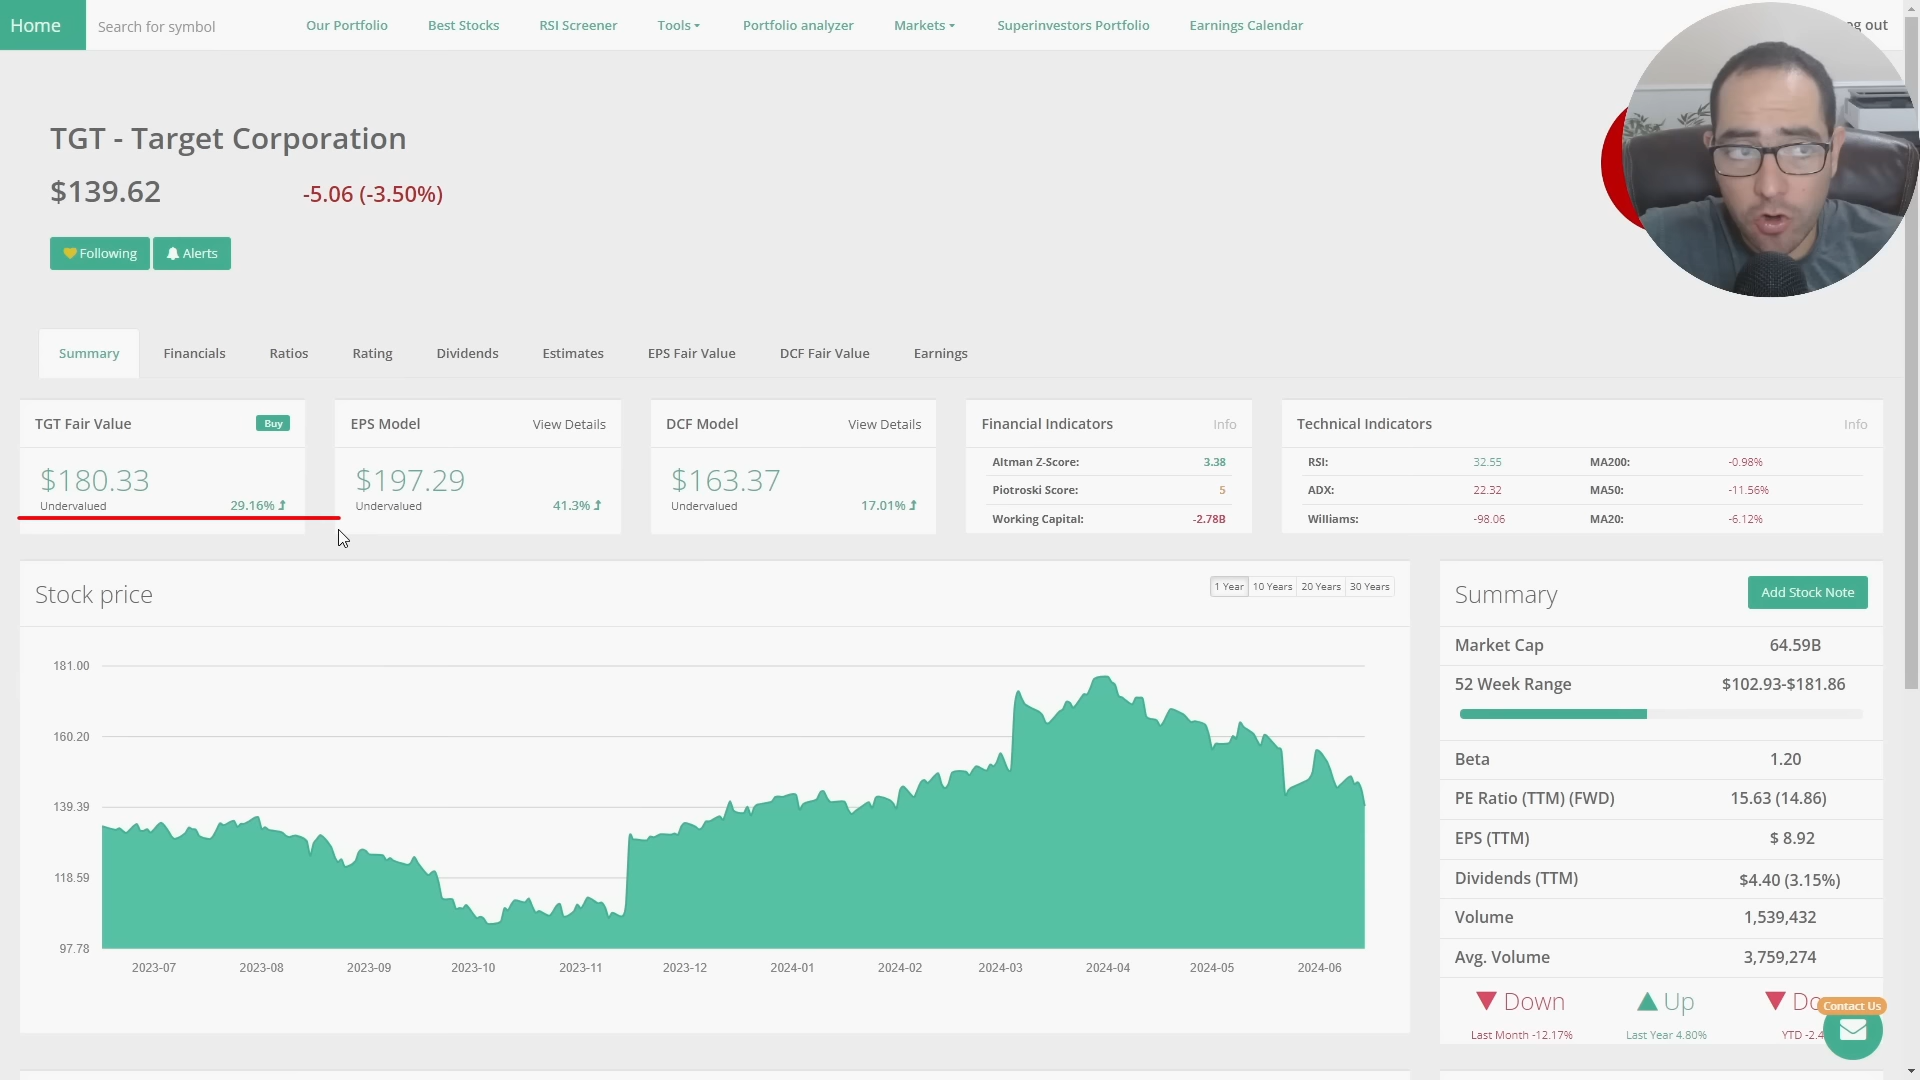 Home
Search for symbol
Our Portfolio
Best Stocks
RSI Screener
Tools
Portfolio analyzer
Markets
Superinvestors Portfolio
Earnings Calendar
og out
TGT - Target Corporation
$139.62
-5.06 (-3.50%)
Following
Alerts
Summary
Financials
Ratios
Rating
Dividends
Estimates
EPS Fair Value
DCF Fair Value
Earnings
TGT Fair Value
Buy
$180.33
Undervalued
29.16%
EPS Model
View Details
$197.29
Undervalued
41.3%
DCF Model
View Details
$163.37
Undervalued
17.01%
Financial Indicators
Info
Altman Z-Score: 3.38
Piotroski Score: 5
Working Capital: -2.78B
Technical Indicators
Info
RSI: 32.55 MA200: -0.98%
ADX: 22.32 MA50: -11.56%
Williams: -98.06 MA20: -6.12%
Stock price
1 Year
10 Years
20 Years
30 Years
181.00
160.20
139.39
118.59
97.78
2023-07
2023-08
2023-09
2023-10
2023-11
2023-12
2024-01
2024-02
2024-03
2024-04
2024-05
2024-06
Summary
Add Stock Note
Market Cap 64.59B
52 Week Range $102.93-$181.86
Beta 1.20
PE Ratio (TTM) (FWD) 15.63 (14.86)
EPS (TTM) $ 8.92
Dividends (TTM) $4.40 (3.15%)
Volume 1,539,432
Avg. Volume 3,759,274
Down
Last Month -12.17%
Up
Last Year 4.80%
Do
YTD -2.4
Contact Us